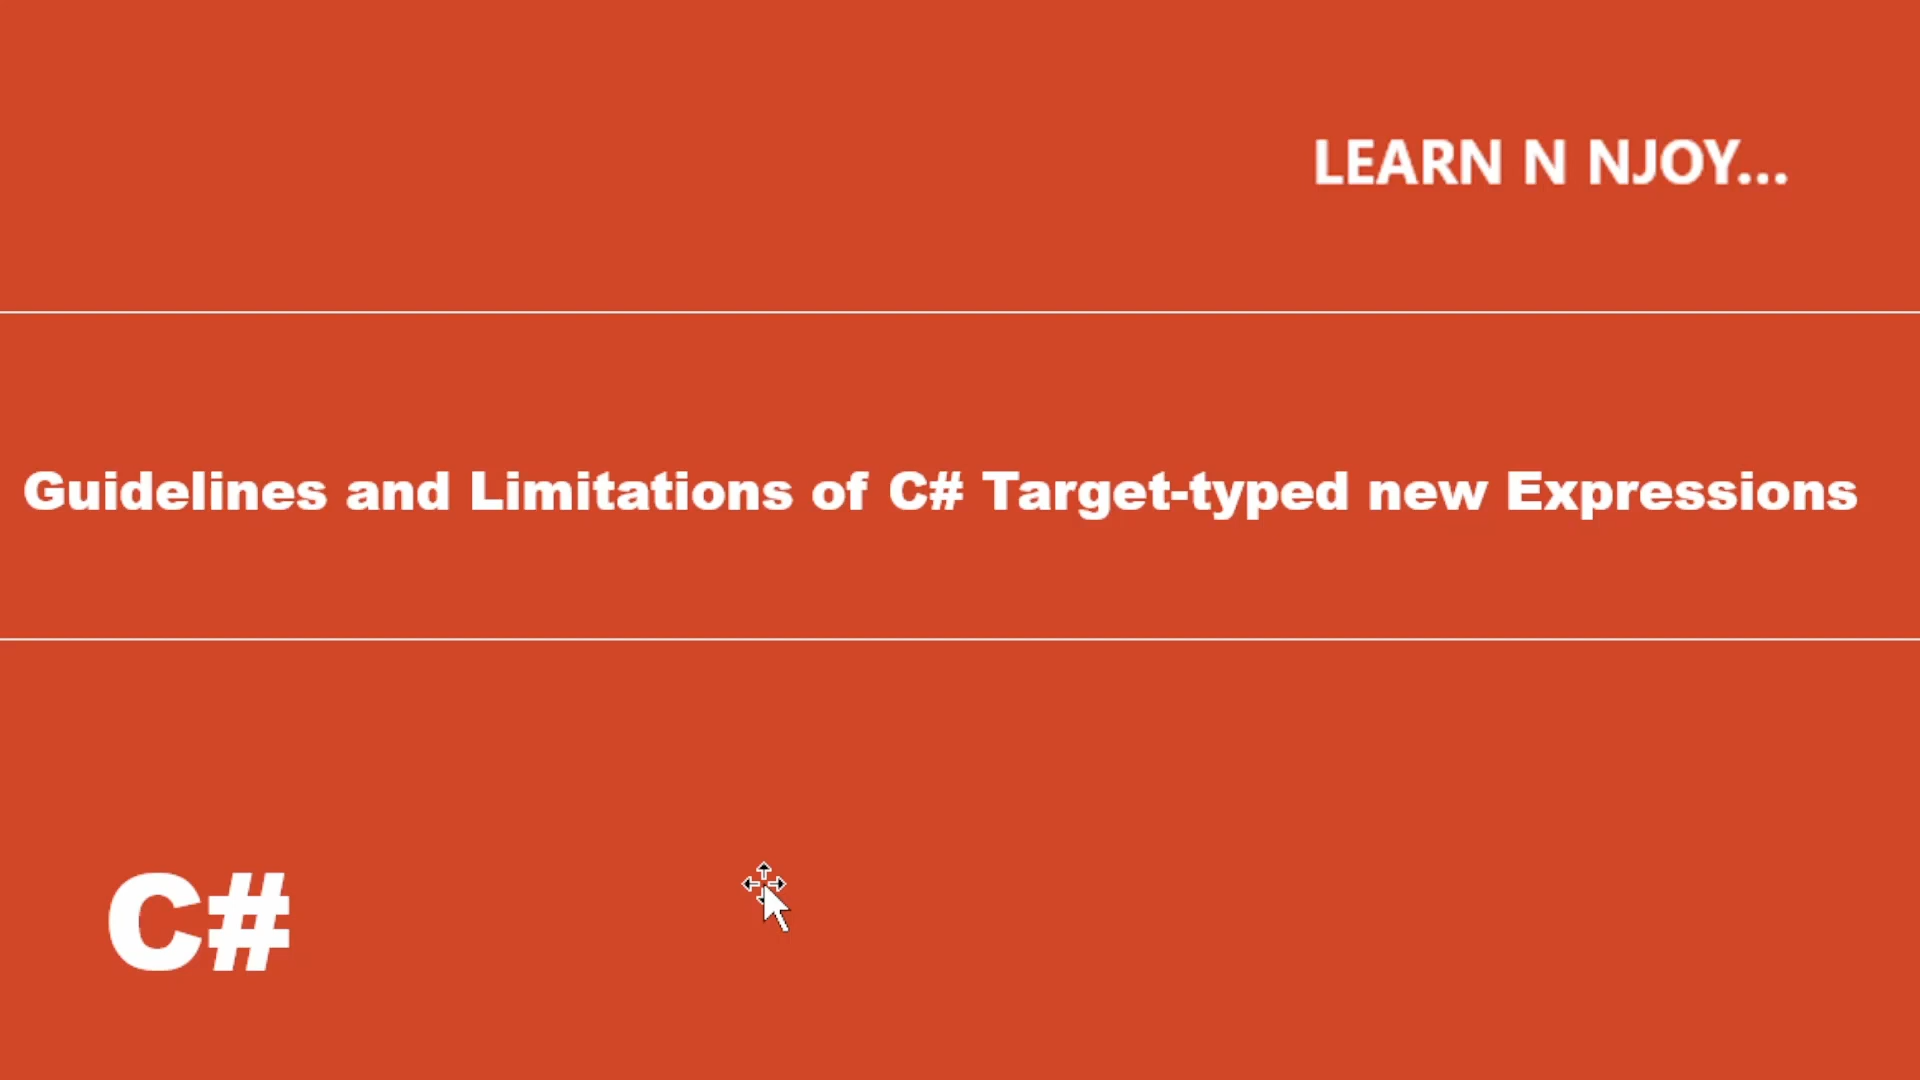 LEARN N NJOY...
Guidelines and Limitations of C# Target-typed new Expressions
C#